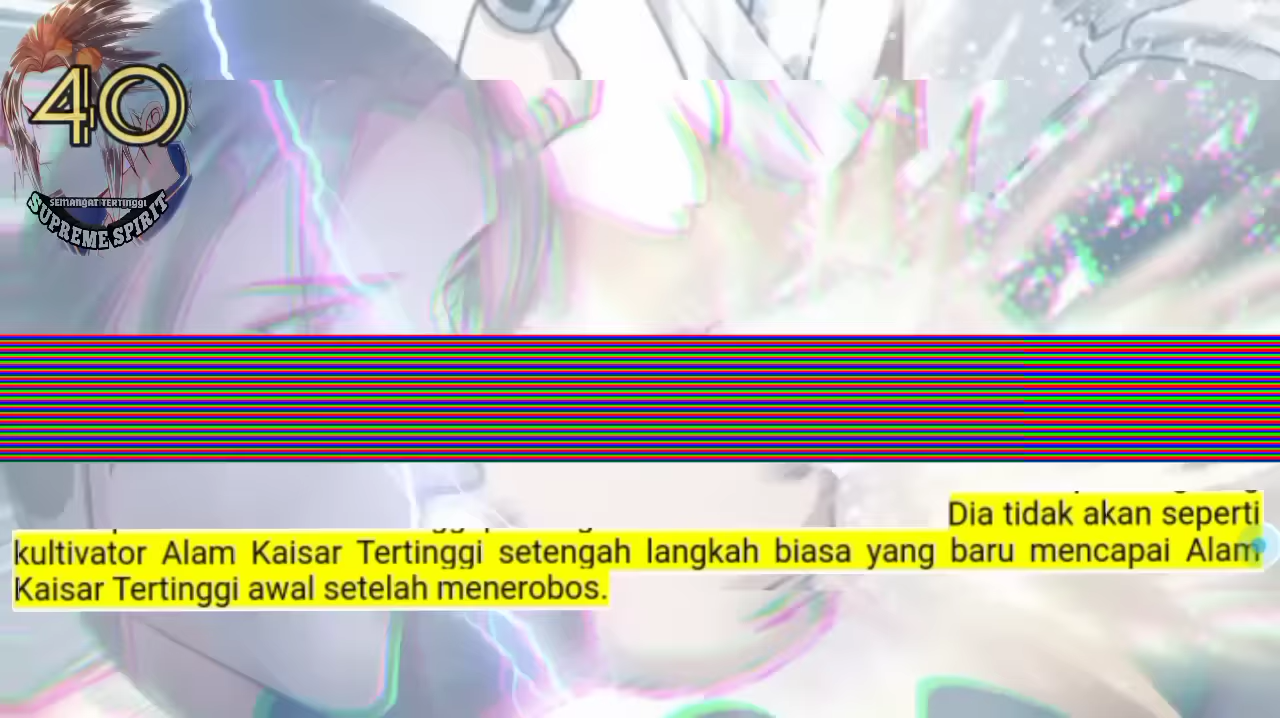 40
SEMANGAT TERTINGGI
SUPREME SPIRIT
Dia tidak akan seperti
kultivator Alam Kaisar Tertinggi setengah langkah biasa yang baru mencapai Alam
Kaisar Tertinggi awal setelah menerobos.